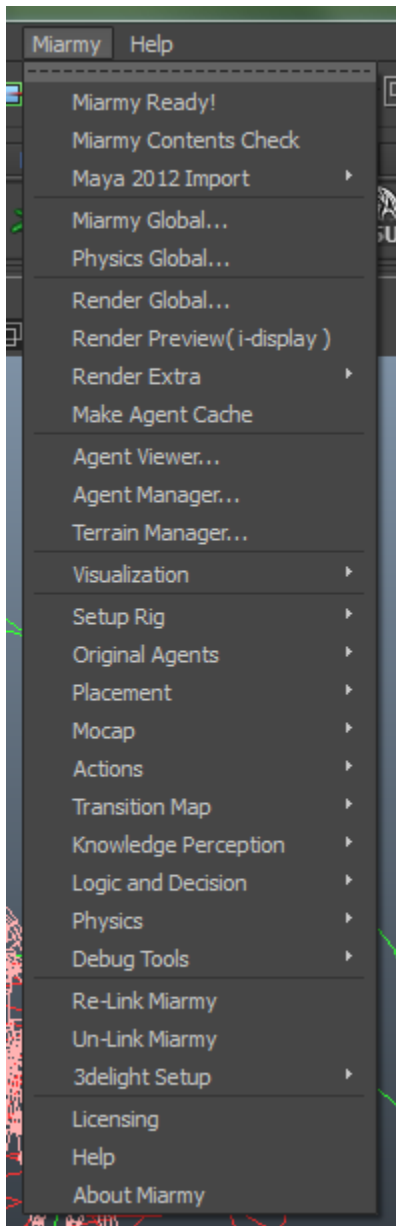 Miarmy Help
Miarmy Ready!
Miarmy Contents Check
Maya 2012 Import
Miarmy Global...
Physics Global...
Render Global...
Render Preview( i-display )
Render Extra
Make Agent Cache
Agent Viewer...
Agent Manager...
Terrain Manager...
Visualization
Setup Rig
Original Agents
Placement
Mocap
Actions
Transition Map
Knowledge Perception
Logic and Decision
Physics
Debug Tools
Re-Link Miarmy
Un-Link Miarmy
3delight Setup
Licensing
Help
About Miarmy